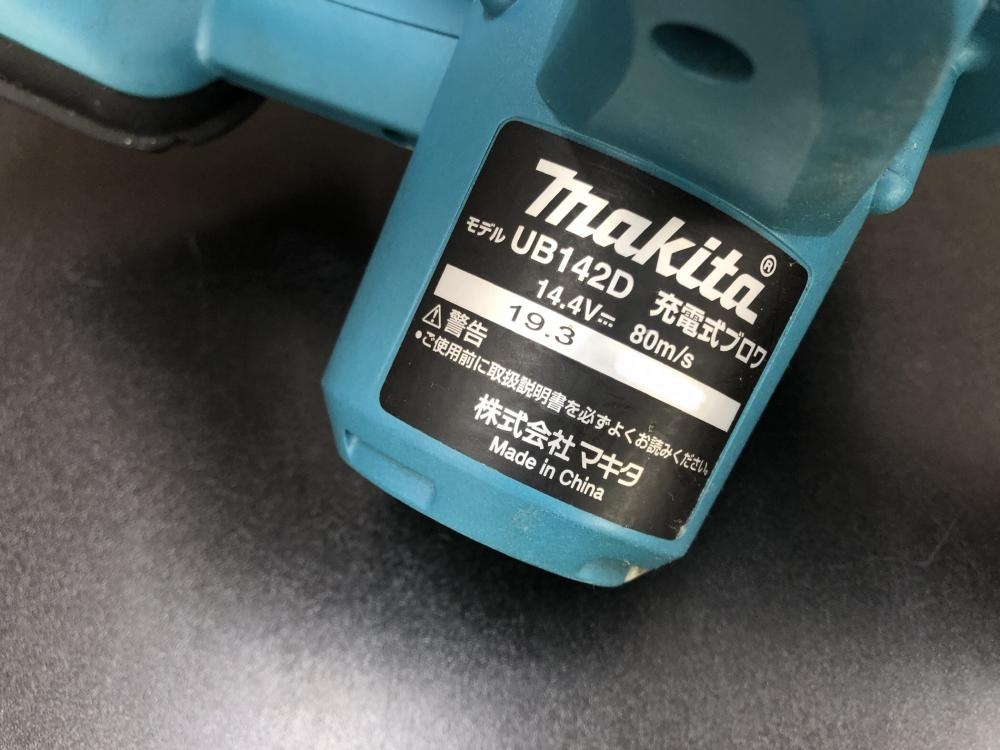 makita®
モデル UB142D 充電式ブロワ
14.4V⎓ 80m/s
19.3
⚠警告
•ご使用前に取扱説明書を必ずよくお読みください。
株式会社マキタ
Made in China